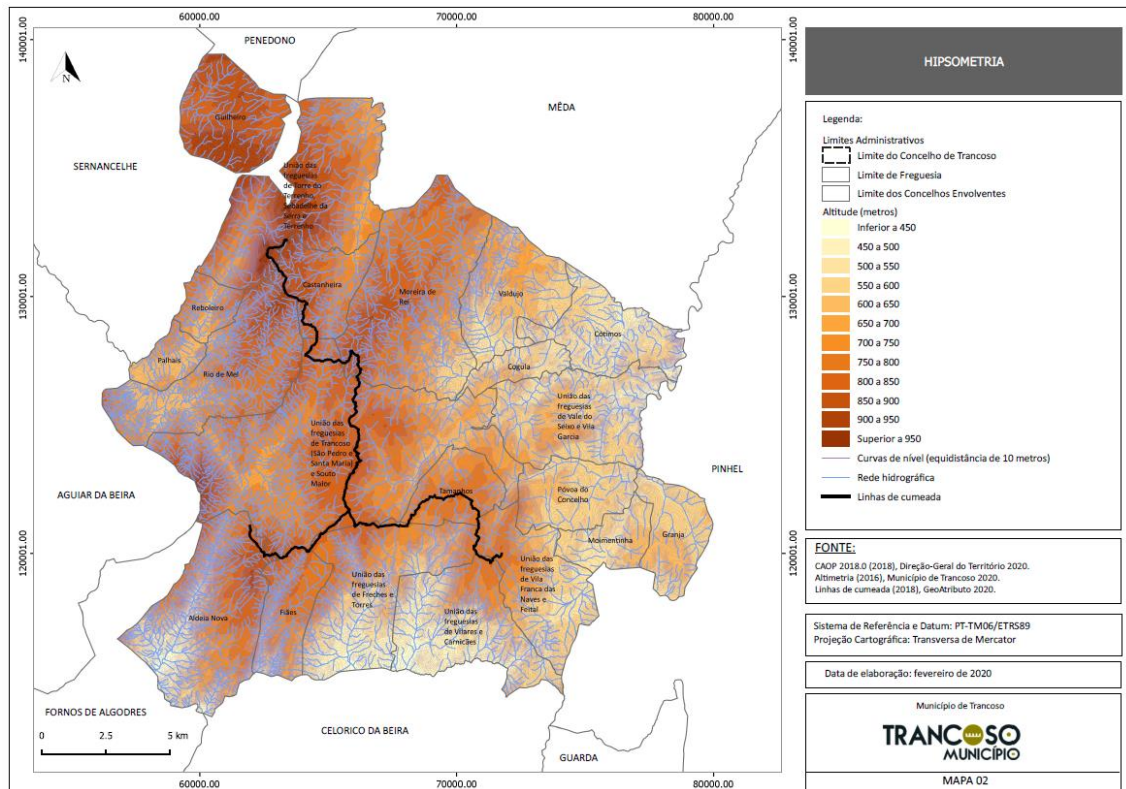 60000.00
70000.00
80000.00
140001.00
130001.00
120001.00
140001.00
130001.00
120001.00
60000.00
70000.00
80000.00
N
PENEDONO
MÊDA
SERNANCELHE
AGUIAR DA BEIRA
PINHEL
FORNOS DE ALGODRES
CELORICO DA BEIRA
GUARDA
Guilheiro
União das
freguesias
de Torre do
Terrenho,
Sebadelhe da
Serra e
Terrenho
Castanheira
Moreira de
Rei
Valdujo
Cótimos
Reboleiro
Palhais
Rio de Mel
Cogula
União das
freguesias
de Vale do
Seixo e Vila
Garcia
União das
freguesias
de Trancoso
(São Pedro e
Santa Maria)
e Souto
Maior
Tamanhos
Póvoa do
Concelho
Moimentinha
Granja
Aldeia Nova
Fiães
União das
freguesias
de Freches e
Torres
União das
freguesias
de Vilares e
Carnicães
União das
freguesias
de Vila
Franca das
Naves e
Feital
0 2.5 5 km
HIPSOMETRIA
Legenda:
Limites Administrativos
Limite do Concelho de Trancoso
Limite de Freguesia
Limite dos Concelhos Envolventes
Altitude (metros)
Inferior a 450
450 a 500
500 a 550
550 a 600
600 a 650
650 a 700
700 a 750
750 a 800
800 a 850
850 a 900
900 a 950
Superior a 950
Curvas de nível (equidistância de 10 metros)
Rede hidrográfica
Linhas de cumeada
FONTE:
CAOP 2018.0 (2018), Direção-Geral do Território 2020.
Altimetria (2016), Município de Trancoso 2020.
Linhas de cumeada (2018), GeoAtributo 2020.
Sistema de Referência e Datum: PT-TM06/ETRS89
Projeção Cartográfica: Transversa de Mercator
Data de elaboração: fevereiro de 2020
Município de Trancoso
TRANCOSO
MUNICÍPIO
MAPA 02